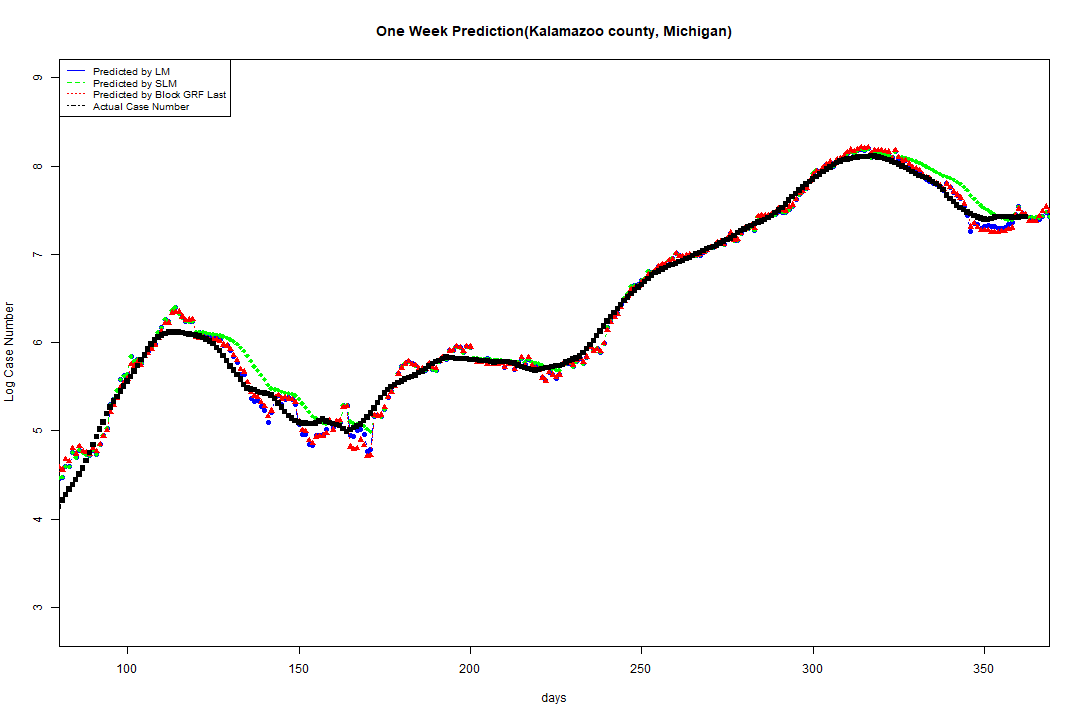 One Week Prediction(Kalamazoo county, Michigan)
Predicted by LM
Predicted by SLM
Predicted by Block GRF Last
Actual Case Number
Log Case Number
9
8
7
6
5
4
3
100 150 200 250 300 350
days